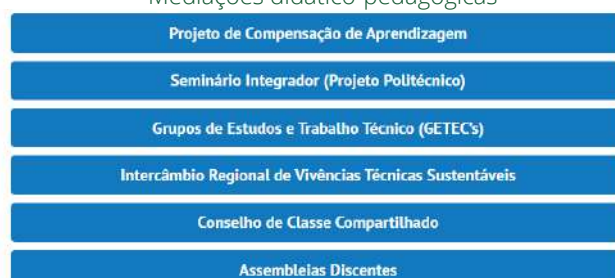 Mediações didático-pedagógicas
Projeto de Compensação de Aprendizagem
Seminário Integrador (Projeto Politécnico)
Grupos de Estudos e Trabalho Técnico (GETEC's)
Intercâmbio Regional de Vivências Técnicas Sustentáveis
Conselho de Classe Compartilhado
Assembleias Discentes